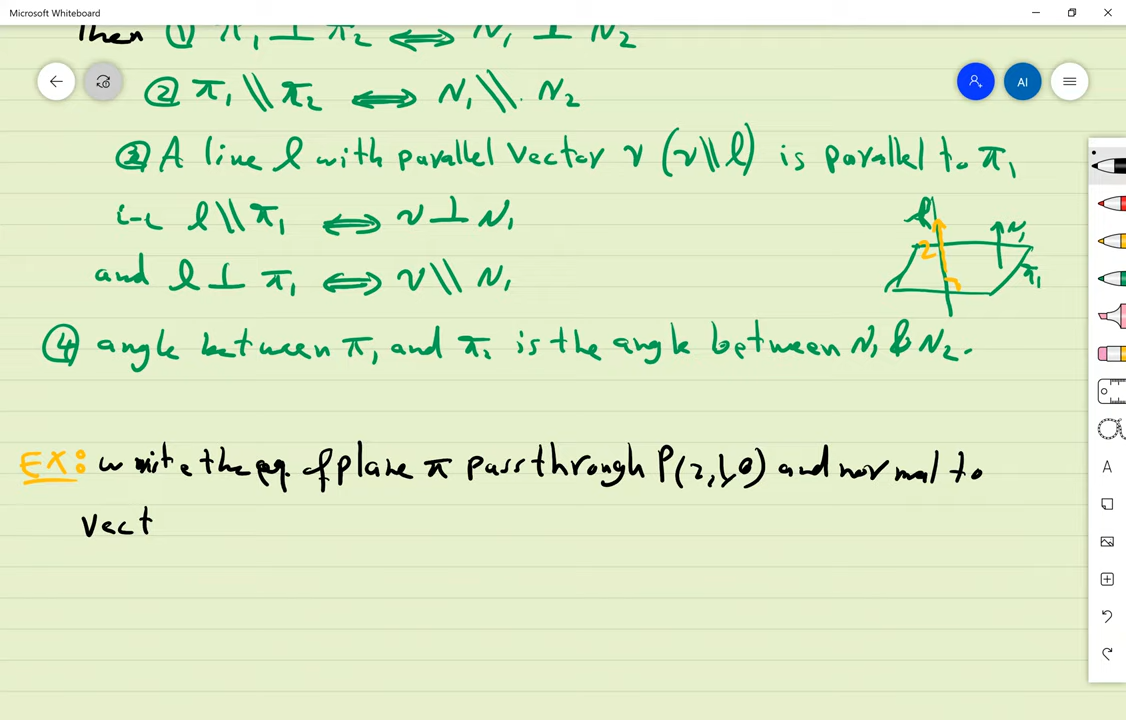 Microsoft Whiteboard
Then ① π₁ ⊥ π₂ ⟺ N₁ ⊥ N₂
② π₁ \\ π₂ ⟺ N₁ \\ N₂
AI
③ A line l with parallel vector v (v \\ l) is parallel to π₁
i-e l \\ π₁ ⟺ v ⊥ N₁
and l ⊥ π₁ ⟺ v \\ N₁
l
N₁
π₁
④ angle between π₁ and π₂ is the angle between N₁ & N₂.
EX: write the eq. of plane π pass through P(2,1,0) and normal to
vect
A